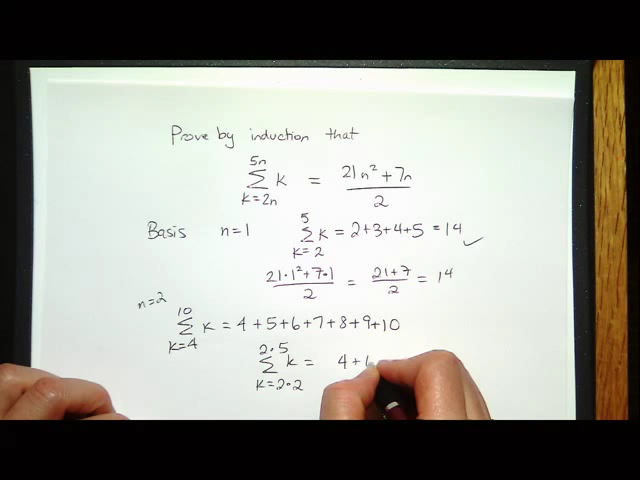 Prove by induction that
5n
∑ k = 21n² + 7n / 2
k=2n
Basis n=1 5 ∑ k=2 k = 2+3+4+5 = 14 ✓
21·1²+7·1 / 2 = 21+7 / 2 = 14
n=2
10 ∑ k=4 k = 4+5+6+7+8+9+10
2·5 ∑ k=2·2 k = 4+